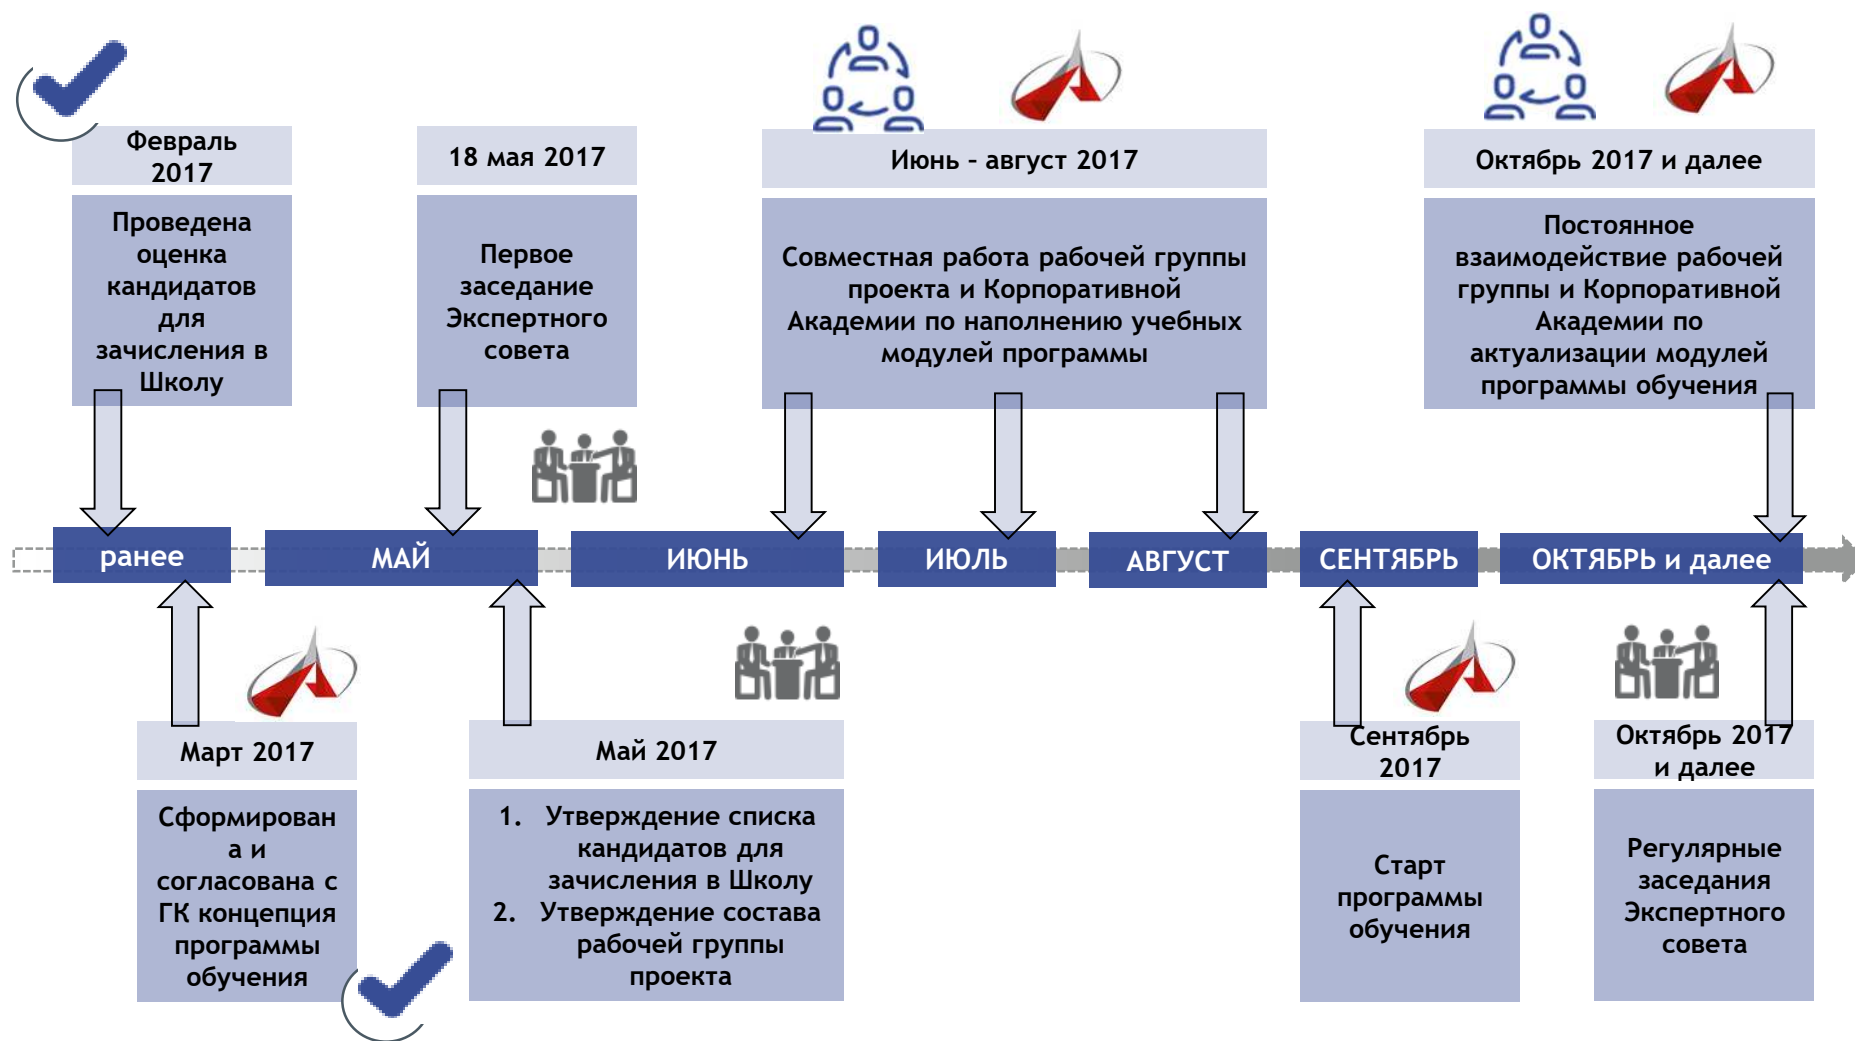 Февраль
2017
Проведена
оценка
кандидатов
для
зачисления в
Школу
18 мая 2017
Первое
заседание
Экспертного
совета
Июнь – август 2017
Совместная работа рабочей группы
проекта и Корпоративной
Академии по наполнению учебных
модулей программы
Октябрь 2017 и далее
Постоянное
взаимодействие рабочей
группы и Корпоративной
Академии по
актуализации модулей
программы обучения
ранее
МАЙ
ИЮНЬ
ИЮЛЬ
АВГУСТ
СЕНТЯБРЬ
ОКТЯБРЬ и далее
Март 2017
Сформирован
а и
согласована с
ГК концепция
программы
обучения
Май 2017
1. Утверждение списка
кандидатов для
зачисления в Школу
2. Утверждение состава
рабочей группы
проекта
Сентябрь
2017
Старт
программы
обучения
Октябрь 2017
и далее
Регулярные
заседания
Экспертного
совета